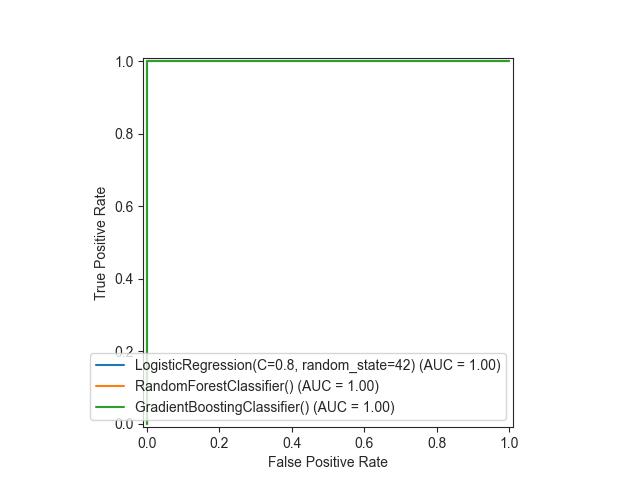 1.0
0.8
0.6
0.4
0.2
0.0
True Positive Rate
LogisticRegression(C=0.8, random_state=42) (AUC = 1.00)
RandomForestClassifier() (AUC = 1.00)
GradientBoostingClassifier() (AUC = 1.00)
0.0 0.2 0.4 0.6 0.8 1.0
False Positive Rate